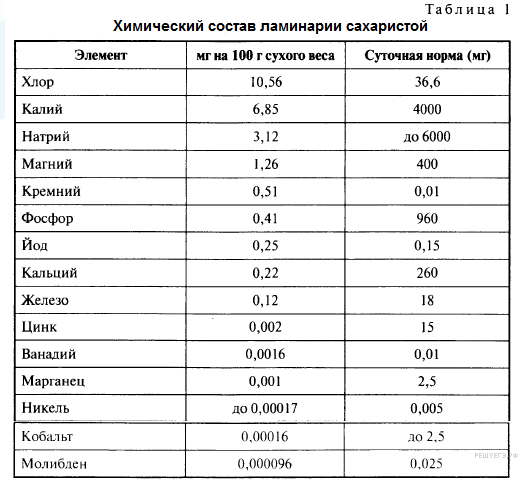 Таблица 1
Химический состав ламинарии сахаристой
Элемент мг на 100 г сухого веса Суточная норма (мг)
Хлор 10,56 36,6
Калий 6,85 4000
Натрий 3,12 до 6000
Магний 1,26 400
Кремний 0,51 0,01
Фосфор 0,41 960
Йод 0,25 0,15
Кальций 0,22 260
Железо 0,12 18
Цинк 0,002 15
Ванадий 0,0016 0,01
Марганец 0,001 2,5
Никель до 0,00017 0,005
Кобальт 0,00016 до 2,5
Молибден 0,000096 0,025
РЕШУЕГЭ.РФ